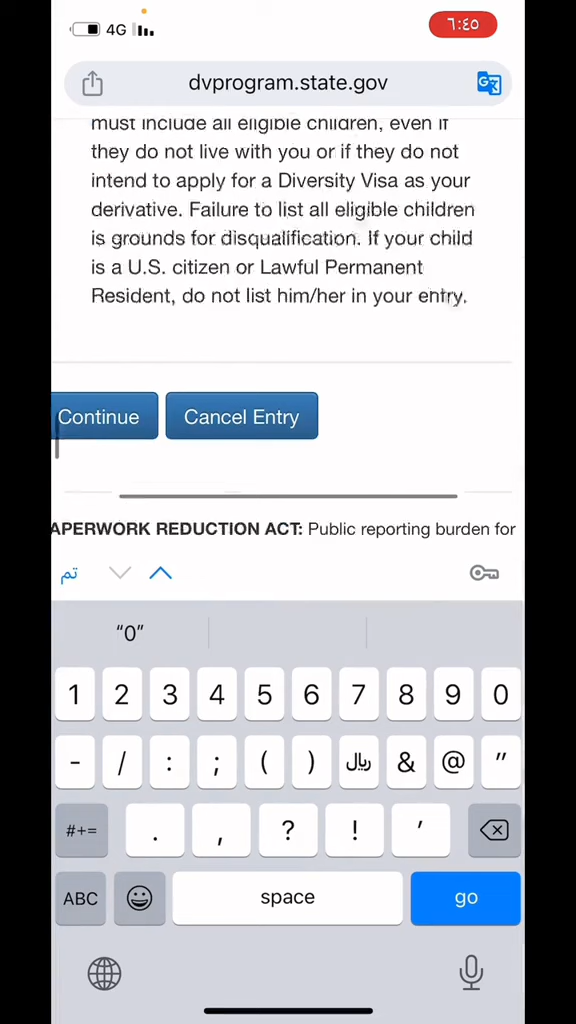 4G
٦:٤٥
dvprogram.state.gov
must include all eligible children, even if
they do not live with you or if they do not
intend to apply for a Diversity Visa as your
derivative. Failure to list all eligible children
is grounds for disqualification. If your child
is a U.S. citizen or Lawful Permanent
Resident, do not list him/her in your entry.
Continue Cancel Entry
APERWORK REDUCTION ACT: Public reporting burden for
تم
“0”
1 2 3 4 5 6 7 8 9 0
- / : ; ( ) ﷼ & @ "
#+= . , ? ! ’
ABC space go